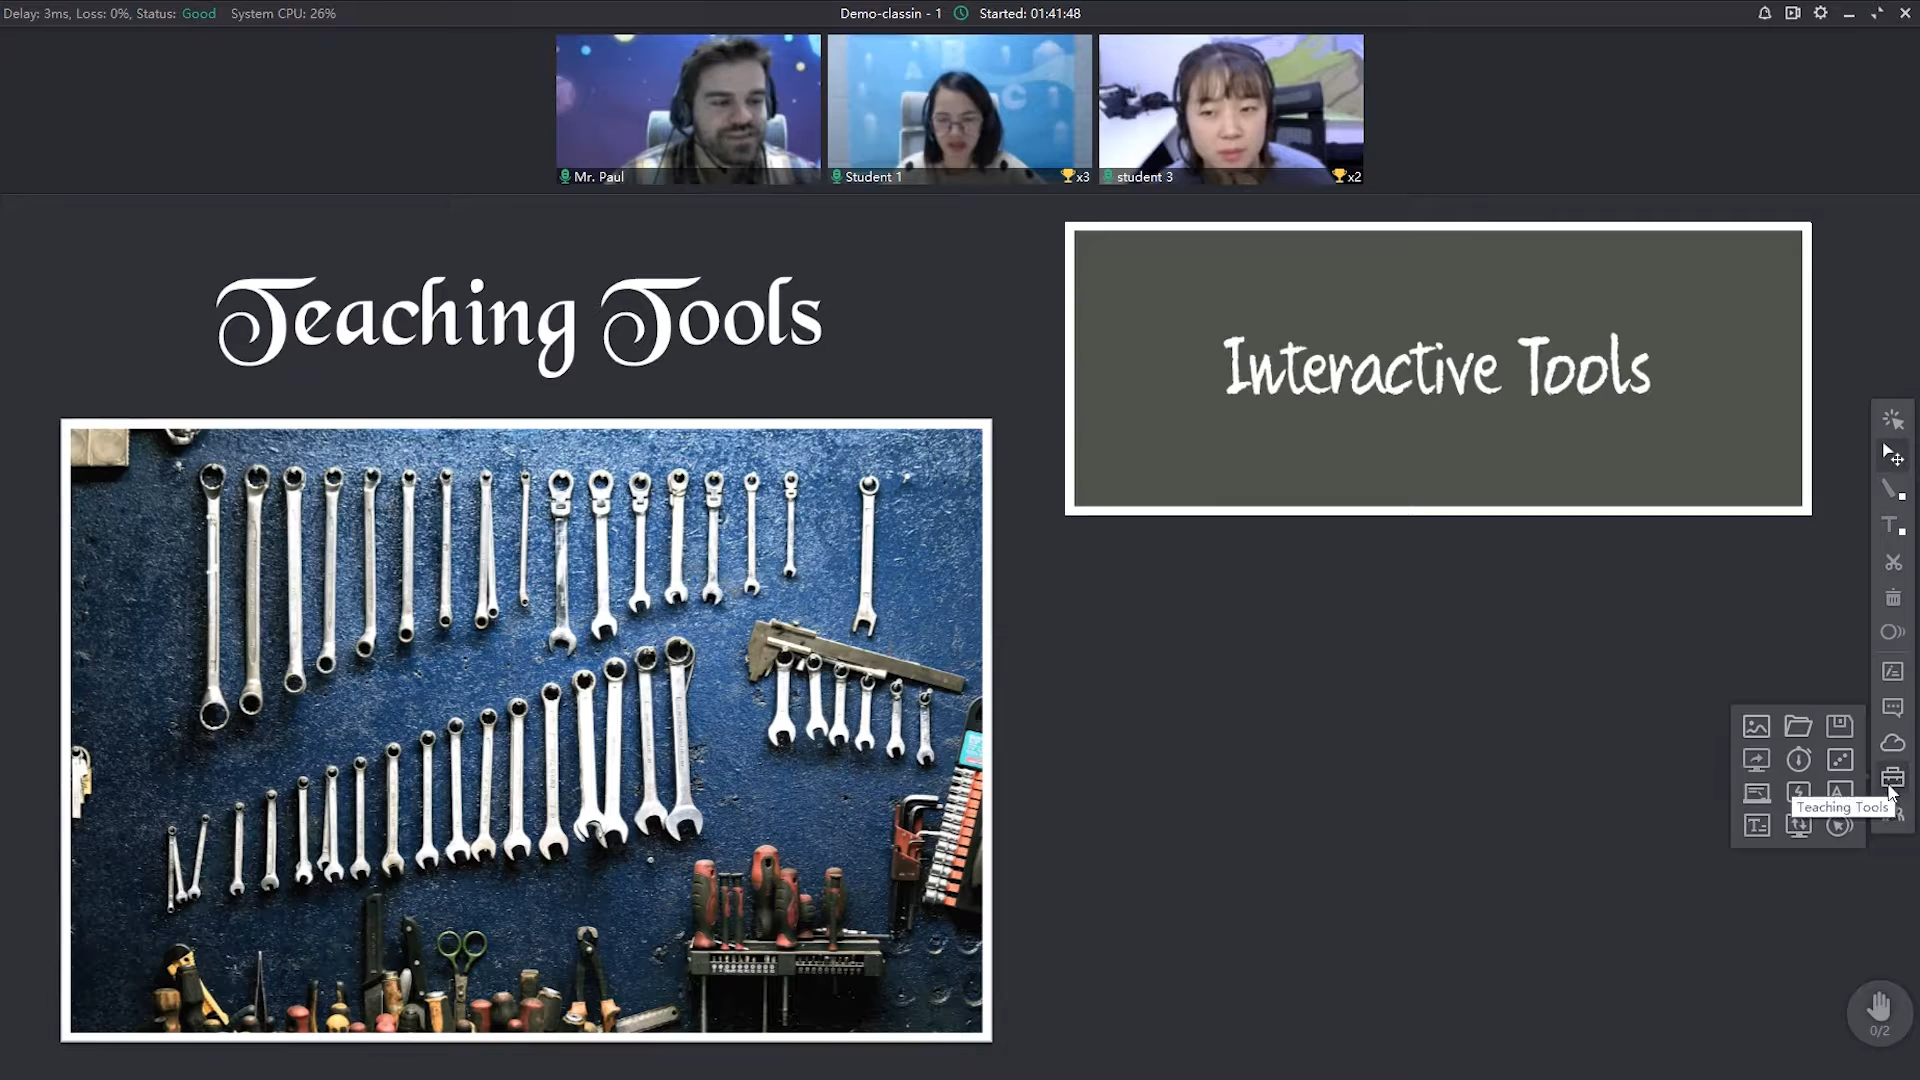 Delay: 3ms, Loss: 0%, Status: Good System CPU: 26%
Demo-classin - 1 Started: 01:41:48
Mr. Paul
Student 1
x3
student 3
x2
Teaching Tools
Interactive Tools
Teaching Tools
0/2